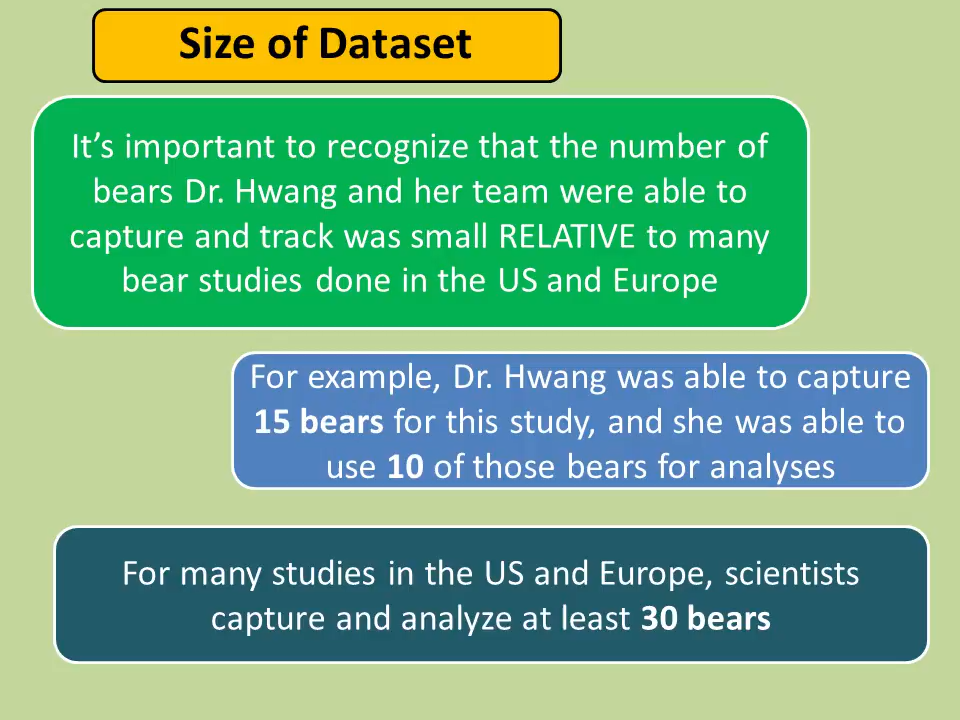 Size of Dataset
It’s important to recognize that the number of
bears Dr. Hwang and her team were able to
capture and track was small RELATIVE to many
bear studies done in the US and Europe
For example, Dr. Hwang was able to capture
15 bears for this study, and she was able to
use 10 of those bears for analyses
For many studies in the US and Europe, scientists
capture and analyze at least 30 bears